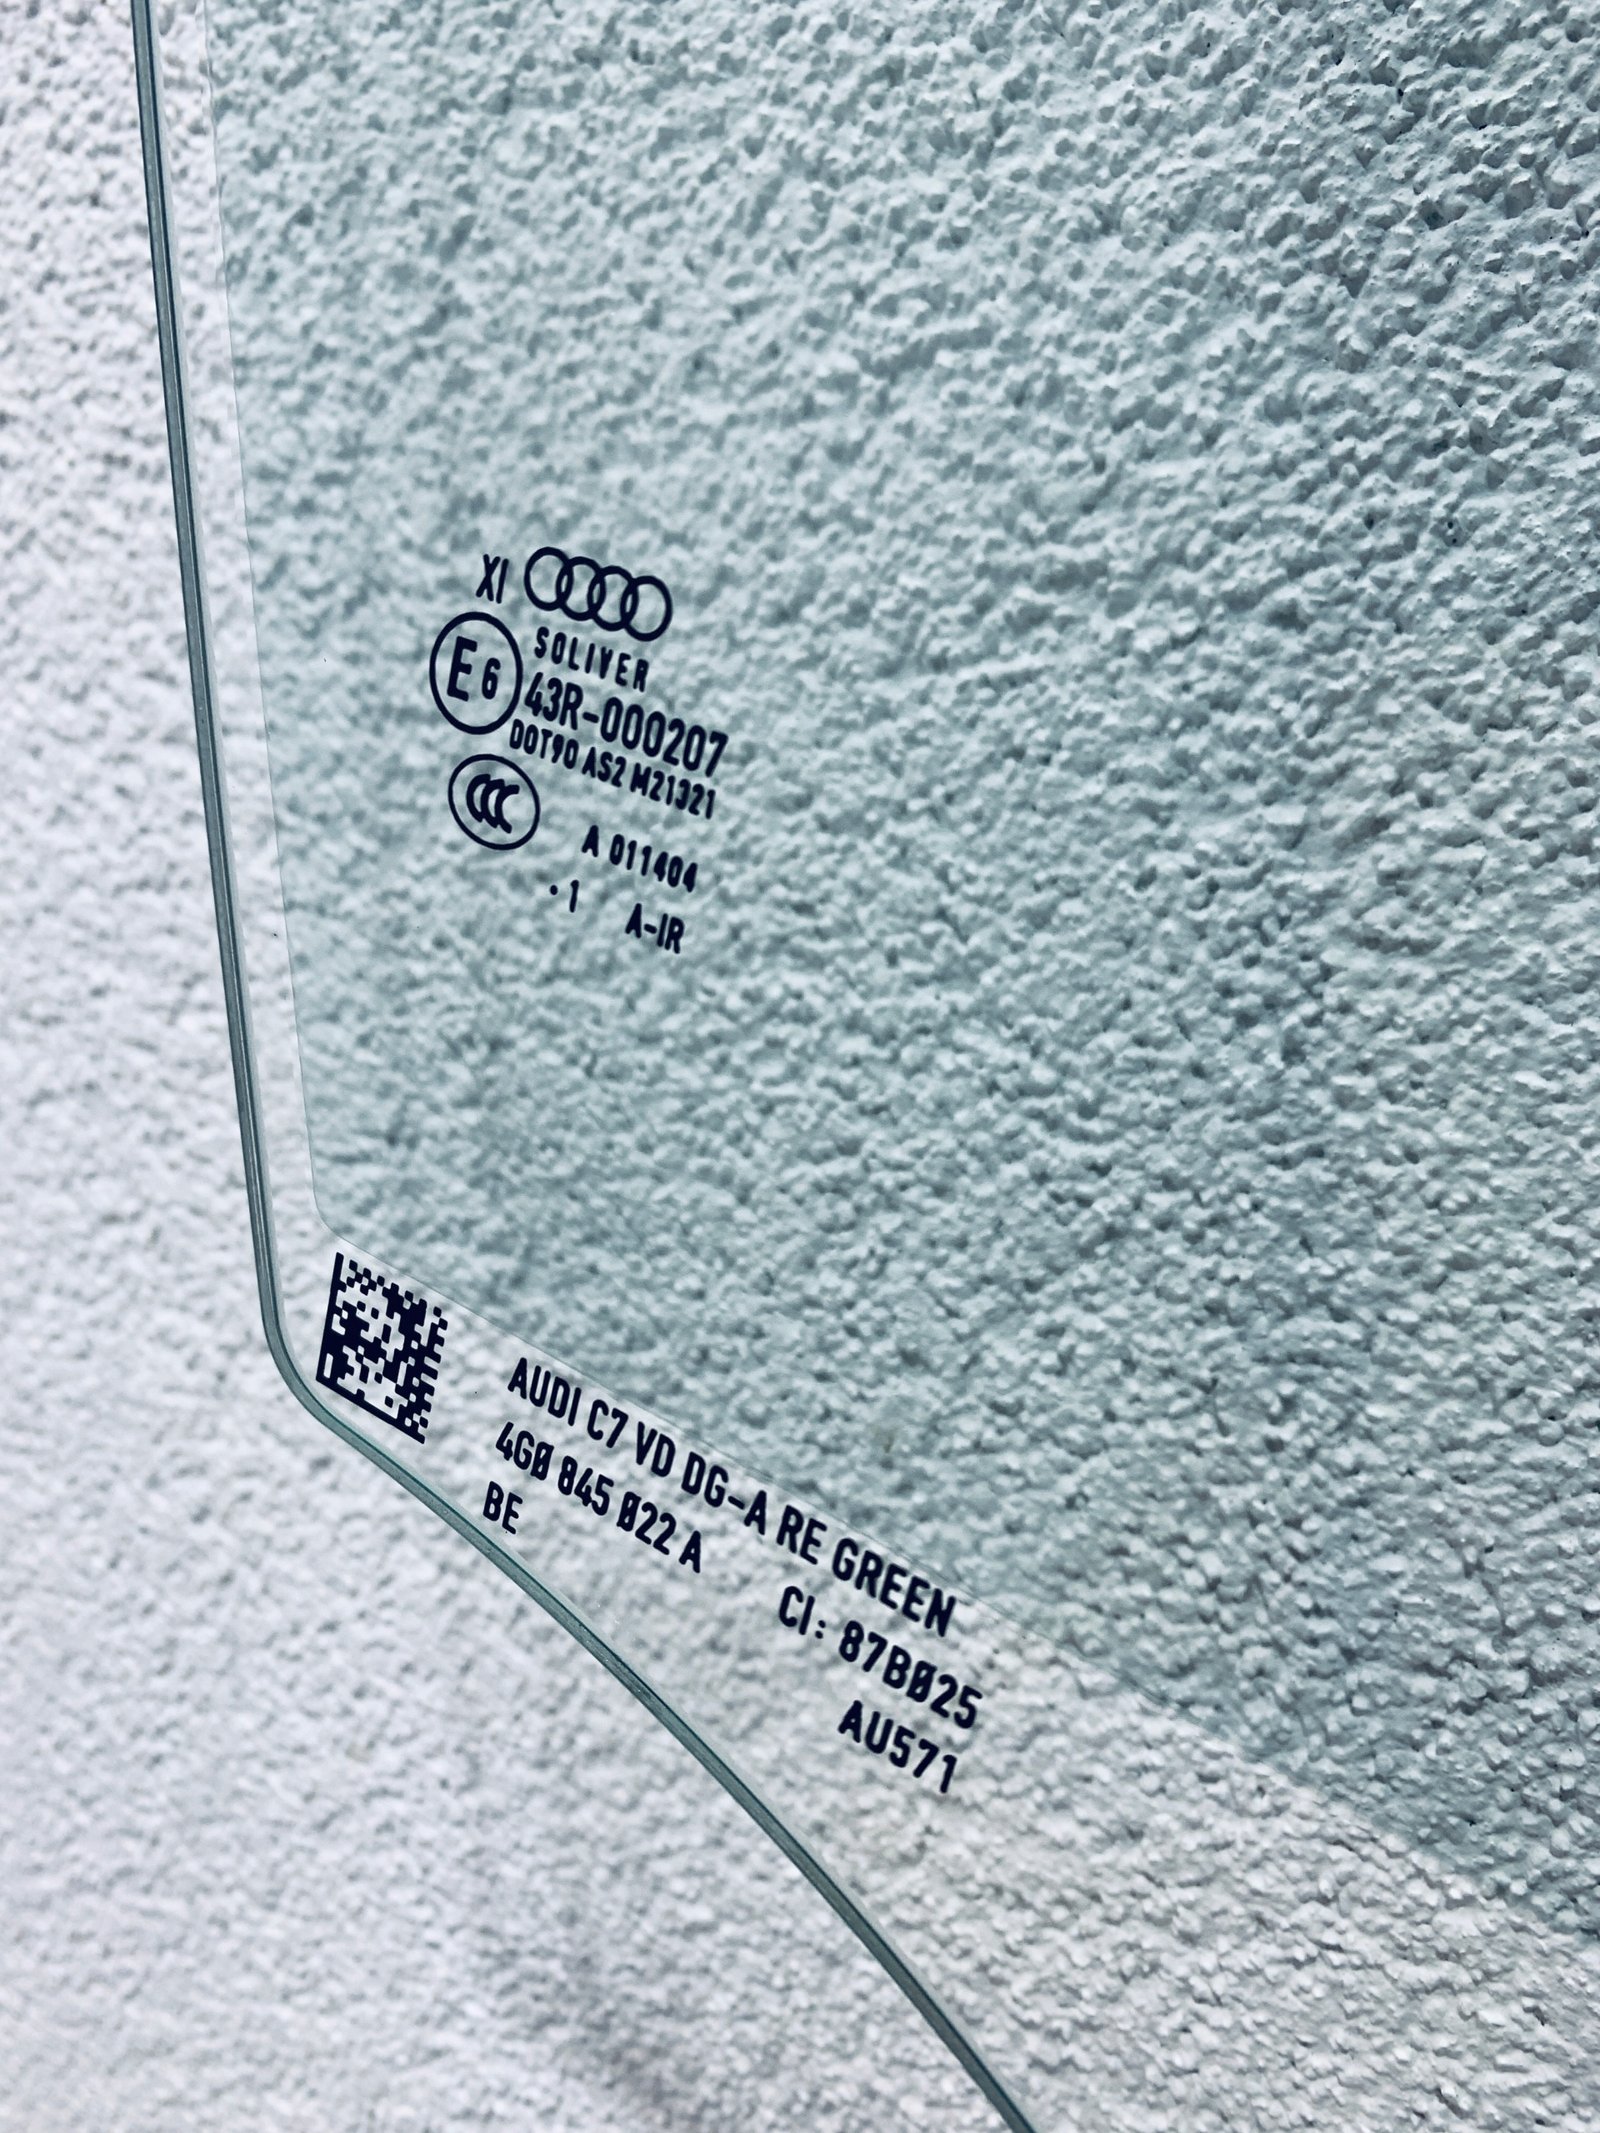 XI
SOLIVER
E6 43R-000207
DOT90 AS2 M21321
CCC
A 011404
·1 A-IR
AUDI C7 VD DG-A RE GREEN
4G0 845 022 A CI: 87B025
BE AU571